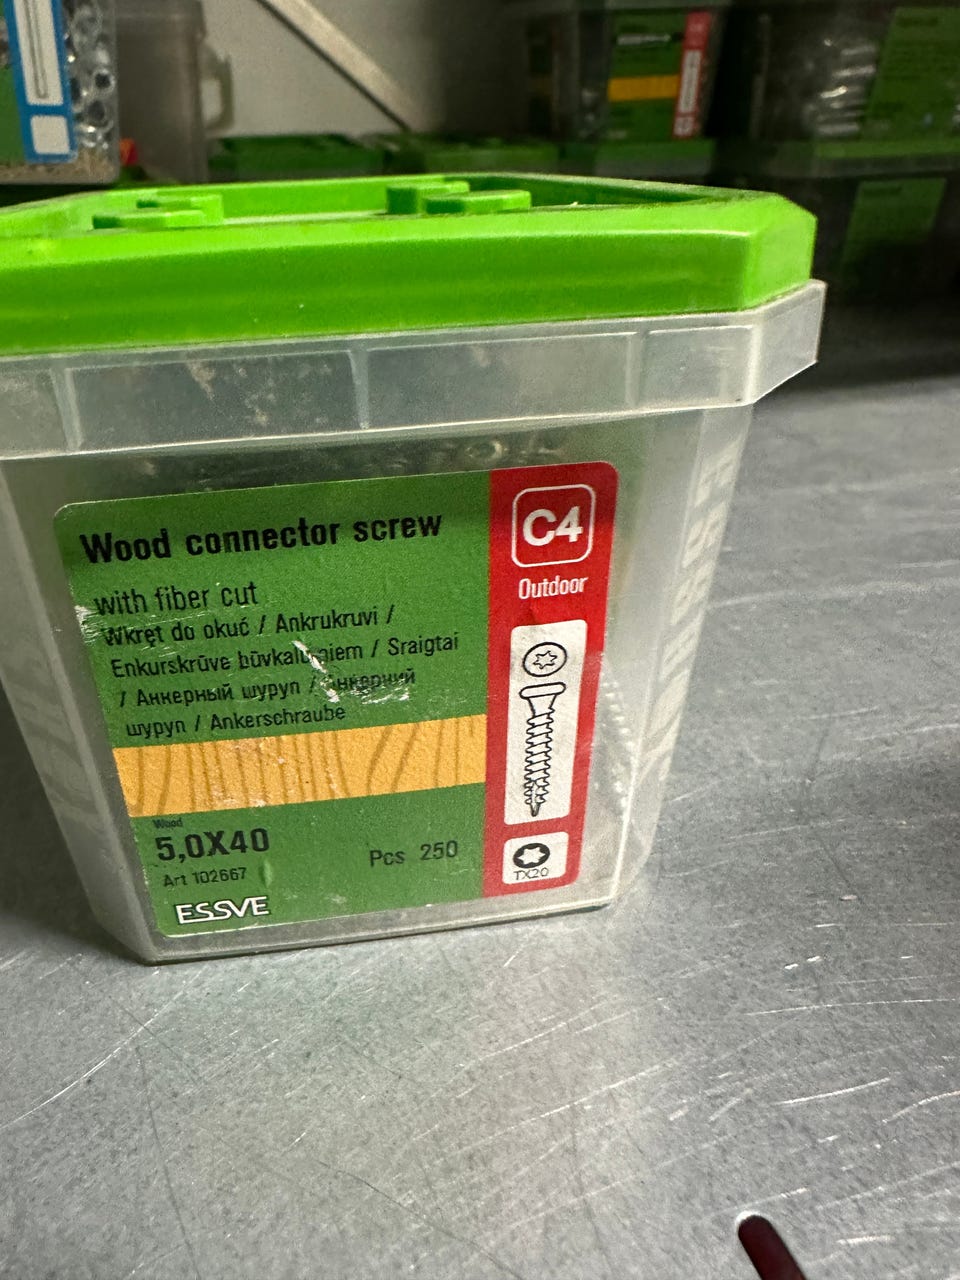 Wood connector screw
with fiber cut
Wkręt do okuć / Ankrukruvi /
Enkurskrūve / Sraigtai
/ Анкерный шуруп /
шуруп / Ankerschraube
Wood
5,0X40
Pcs 250
Art 102667
ESSVE
C4
Outdoor
TX20
ESSVE